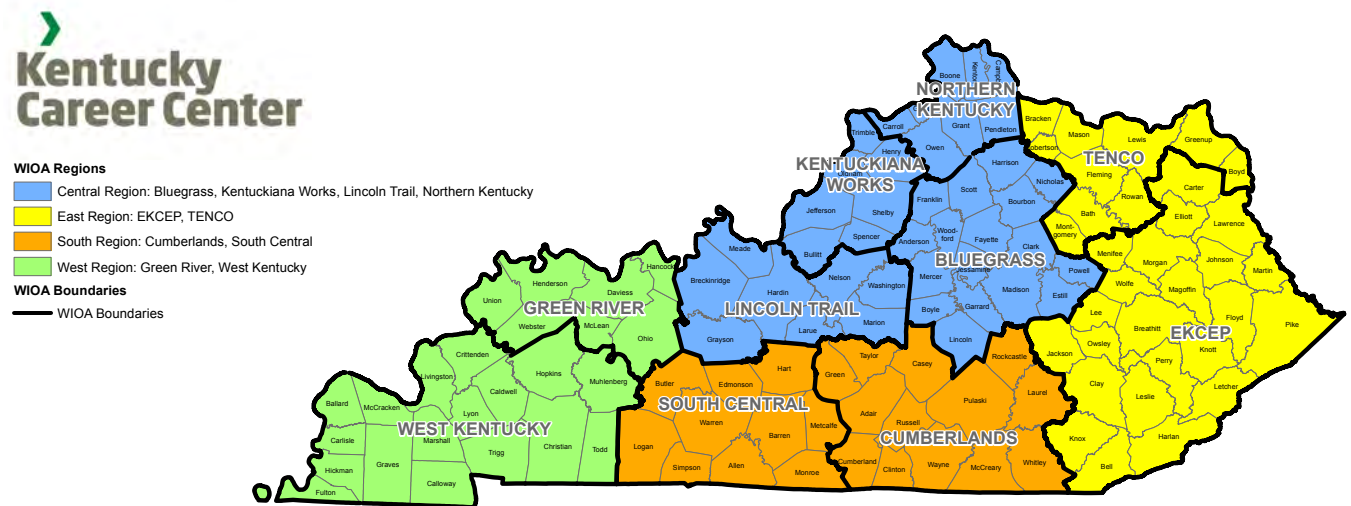 Kentucky
Career Center
WIOA Regions
Central Region: Bluegrass, Kentuckiana Works, Lincoln Trail, Northern Kentucky
East Region: EKCEP, TENCO
South Region: Cumberlands, South Central
West Region: Green River, West Kentucky
WIOA Boundaries
WIOA Boundaries
NORTHERN
KENTUCKY
Boone
Grant
Pendleton
Carroll
Owen
KENTUCKIANA
WORKS
Trimble
Henry
Oldham
Jefferson
Shelby
Spencer
Bullitt
TENCO
Bracken
Mason
Robertson
Lewis
Greenup
Fleming
Rowan
Bath
Mont-
gomery
Boyd
BLUEGRASS
Harrison
Nicholas
Scott
Bourbon
Franklin
Wood-
ford
Fayette
Clark
Anderson
Jessamine
Powell
Mercer
Madison
Estill
Garrard
Boyle
Lincoln
LINCOLN TRAIL
Meade
Breckinridge
Hardin
Nelson
Washington
Grayson
Larue
Marion
EKCEP
Carter
Elliott
Lawrence
Menifee
Morgan
Johnson
Martin
Wolfe
Magoffin
Lee
Floyd
Pike
Breathitt
Owsley
Knott
Jackson
Perry
Clay
Letcher
Leslie
Harlan
Knox
Bell
GREEN RIVER
Hancock
Henderson
Daviess
Union
Webster
McLean
Ohio
WEST KENTUCKY
Crittenden
Livingston
Hopkins
Muhlenberg
Caldwell
Ballard
McCracken
Lyon
Carlisle
Marshall
Christian
Todd
Trigg
Graves
Hickman
Calloway
Fulton
SOUTH CENTRAL
Butler
Edmonson
Hart
Warren
Metcalfe
Barren
Logan
Simpson
Allen
Monroe
CUMBERLANDS
Taylor
Green
Casey
Rockcastle
Adair
Russell
Pulaski
Laurel
Cumberland
Clinton
Wayne
McCreary
Whitley